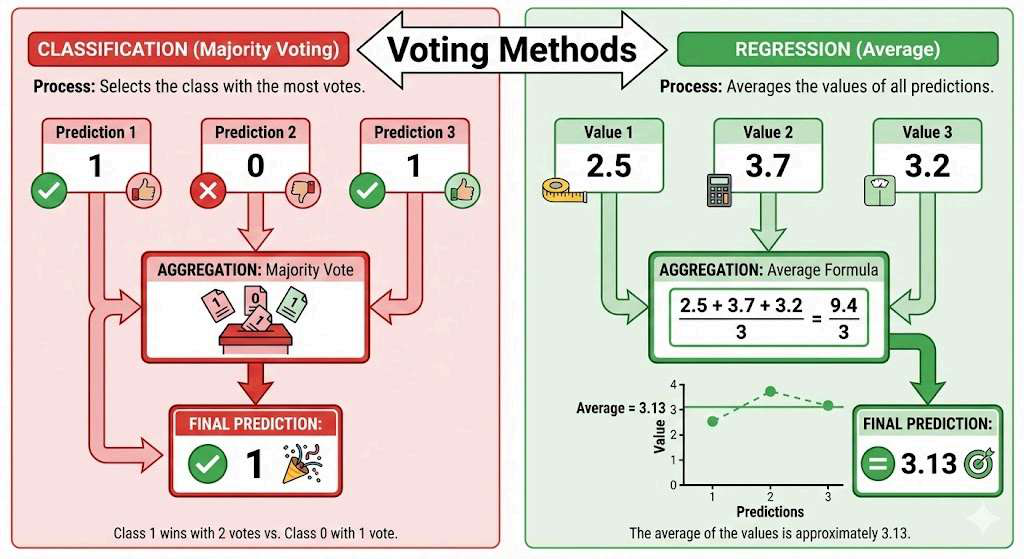 Voting Methods
CLASSIFICATION (Majority Voting)
Process: Selects the class with the most votes.
Prediction 1
1
Prediction 2
0
Prediction 3
1
AGGREGATION: Majority Vote
1
0
1
1
FINAL PREDICTION:
1
Class 1 wins with 2 votes vs. Class 0 with 1 vote.
REGRESSION (Average)
Process: Averages the values of all predictions.
Value 1
2.5
Value 2
3.7
Value 3
3.2
AGGREGATION: Average Formula
2.5 + 3.7 + 3.2
3
=
9.4
3
Average = 3.13
Value
4
3
2
1
0
1
2
3
Predictions
FINAL PREDICTION:
= 3.13
The average of the values is approximately 3.13.